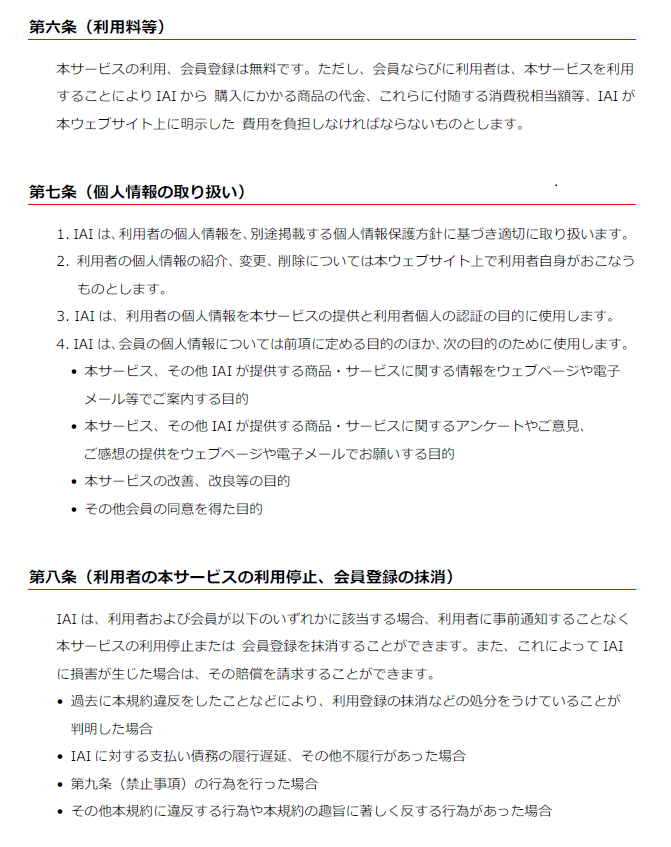 第六条（利用料等）
本サービスの利用、会員登録は無料です。ただし、会員ならびに利用者は、本サービスを利用
することにより IAI から 購入にかかる商品の代金、これらに付随する消費税相当額等、IAI が
本ウェブサイト上に明示した 費用を負担しなければならないものとします。
第七条（個人情報の取り扱い）
1. IAI は、利用者の個人情報を、別途掲載する個人情報保護方針に基づき適切に取り扱います。
2. 利用者の個人情報の紹介、変更、削除については本ウェブサイト上で利用者自身がおこなう
ものとします。
3. IAI は、利用者の個人情報を本サービスの提供と利用者個人の認証の目的に使用します。
4. IAI は、会員の個人情報については前項に定める目的のほか、次の目的のために使用します。
• 本サービス、その他 IAI が提供する商品・サービスに関する情報をウェブページや電子
メール等でご案内する目的
• 本サービス、その他 IAI が提供する商品・サービスに関するアンケートやご意見、
ご感想の提供をウェブページや電子メールでお願いする目的
• 本サービスの改善、改良等の目的
• その他会員の同意を得た目的
第八条（利用者の本サービスの利用停止、会員登録の抹消）
IAI は、利用者および会員が以下のいずれかに該当する場合、利用者に事前通知することなく
本サービスの利用停止または 会員登録を抹消することができます。また、これによって IAI
に損害が生じた場合は、その賠償を請求することができます。
• 過去に本規約違反をしたことなどにより、利用登録の抹消などの処分をうけていることが
判明した場合
• IAI に対する支払い債務の履行遅延、その他不履行があった場合
• 第九条（禁止事項）の行為を行った場合
• その他本規約に違反する行為や本規約の趣旨に著しく反する行為があった場合